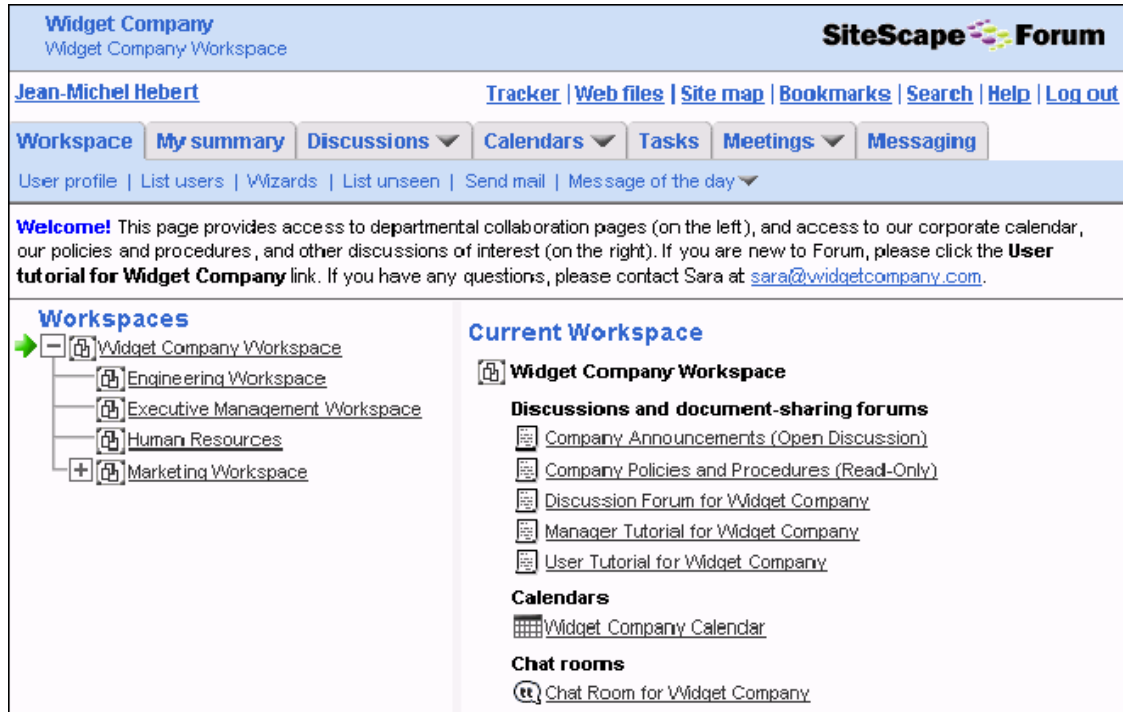 Widget Company
Widget Company Workspace
SiteScape Forum
Jean-Michel Hebert
Tracker | Web files | Site map | Bookmarks | Search | Help | Log out
Workspace My summary Discussions Calendars Tasks Meetings Messaging
User profile | List users | Wizards | List unseen | Send mail | Message of the day
Welcome! This page provides access to departmental collaboration pages (on the left), and access to our corporate calendar,
our policies and procedures, and other discussions of interest (on the right). If you are new to Forum, please click the User
tutorial for Widget Company link. If you have any questions, please contact Sara at sara@widgetcompany.com.
Workspaces
Widget Company Workspace
Engineering Workspace
Executive Management Workspace
Human Resources
Marketing Workspace
Current Workspace
Widget Company Workspace
Discussions and document-sharing forums
Company Announcements (Open Discussion)
Company Policies and Procedures (Read-Only)
Discussion Forum for Widget Company
Manager Tutorial for Widget Company
User Tutorial for Widget Company
Calendars
Widget Company Calendar
Chat rooms
Chat Room for Widget Company